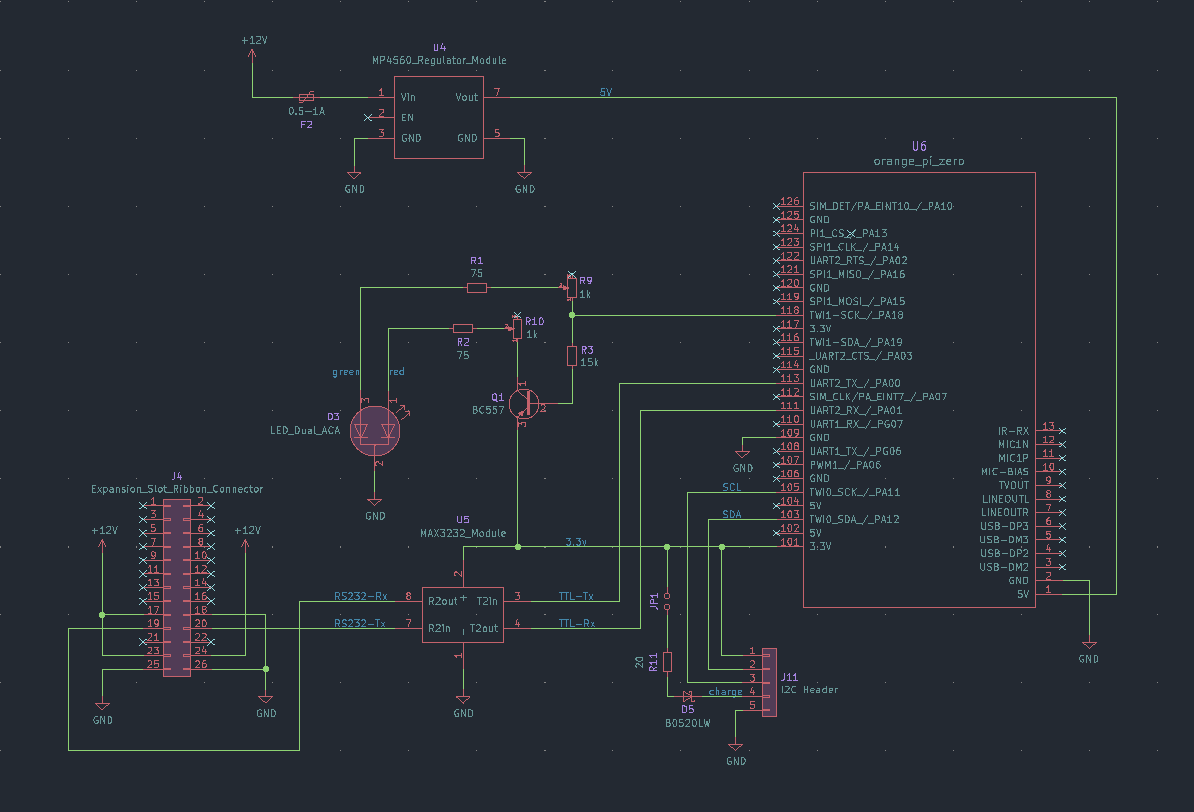 +12V
U4
MP4560_Regulator_Module
1 Vin Vout 7
5V
0.5-1A
F2
2 EN
3 GND GND 5
GND
GND
U6
orange_pi_zero
126 SIM_DET/PA_EINT10_/_PA10
125 GND
124 PI1_CS_/_PA13
123 SPI1_CLK_/_PA14
122 UART2_RTS_/_PA02
121 SPI1_MISO_/_PA16
120 GND
119 SPI1_MOSI_/_PA15
118 TWI1-SCK_/_PA18
117 3.3V
116 TWI1-SDA_/_PA19
115 _UART2_CTS_/_PA03
114 GND
113 UART2_TX_/_PA00
112 SIM_CLK/PA_EINT7_/_PA07
111 UART2_RX_/_PA01
110 UART1_RX_/_PG07
109 GND
108 UART1_TX_/_PG06
107 PWM1_/_PA06
106 GND
105 TWI0_SCK_/_PA11
104 5V
103 TWI0_SDA_/_PA12
102 5V
101 3.3V
IR-RX 13
MIC1N 12
MIC1P 11
MIC-BIAS 10
TVOUT 9
LINEOUTL 8
LINEOUTR 7
USB-DP3 6
USB-DM3 5
USB-DP2 4
USB-DM2 3
GND 2
5V 1
GND
GND
SCL
SDA
R1
75
R9
1k
R10
1k
R2
75
R3
15k
green
red
Q1
BC557
1
2
3
D3
LED_Dual_ACA
3
1
2
GND
J4
Expansion_Slot_Ribbon_Connector
1 2
3 4
5 6
7 8
9 10
11 12
13 14
15 16
17 18
19 20
21 22
23 24
25 26
+12V
+12V
GND
GND
U5
MAX3232_Module
3.3v
2
RS232-Rx 8 R2out + T2in 3 TTL-Tx
RS232-Tx 7 R2in T2out 4 TTL-Rx
1
GND
JP1
20
R11
charge
D5
B0520LW
1
2
3
4
5
J11
I2C Header
GND